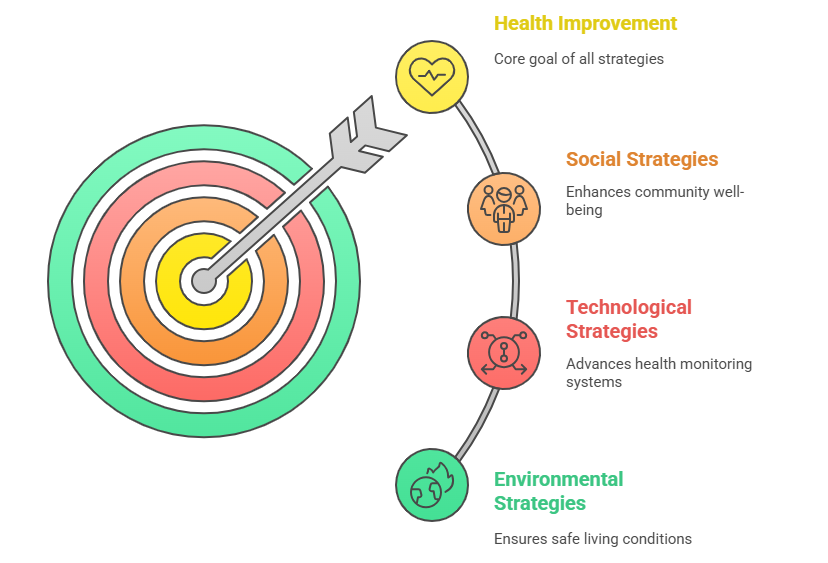 Health Improvement
Core goal of all strategies
Social Strategies
Enhances community well-
being
Technological
Strategies
Advances health monitoring
systems
Environmental
Strategies
Ensures safe living conditions